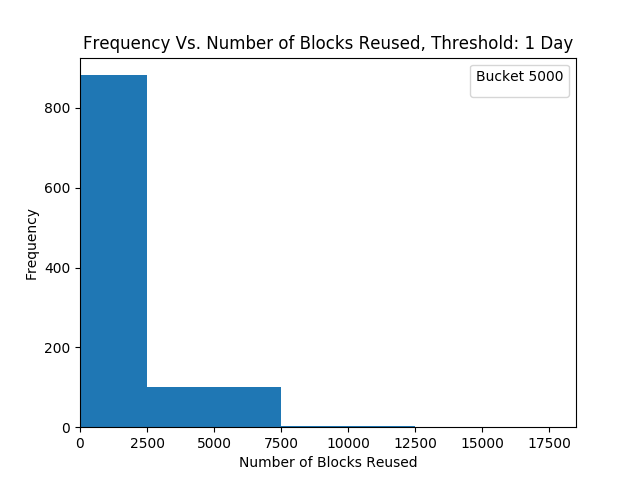 Frequency Vs. Number of Blocks Reused, Threshold: 1 Day
Bucket 5000
800
600
400
200
0
Frequency
0 2500 5000 7500 10000 12500 15000 17500
Number of Blocks Reused